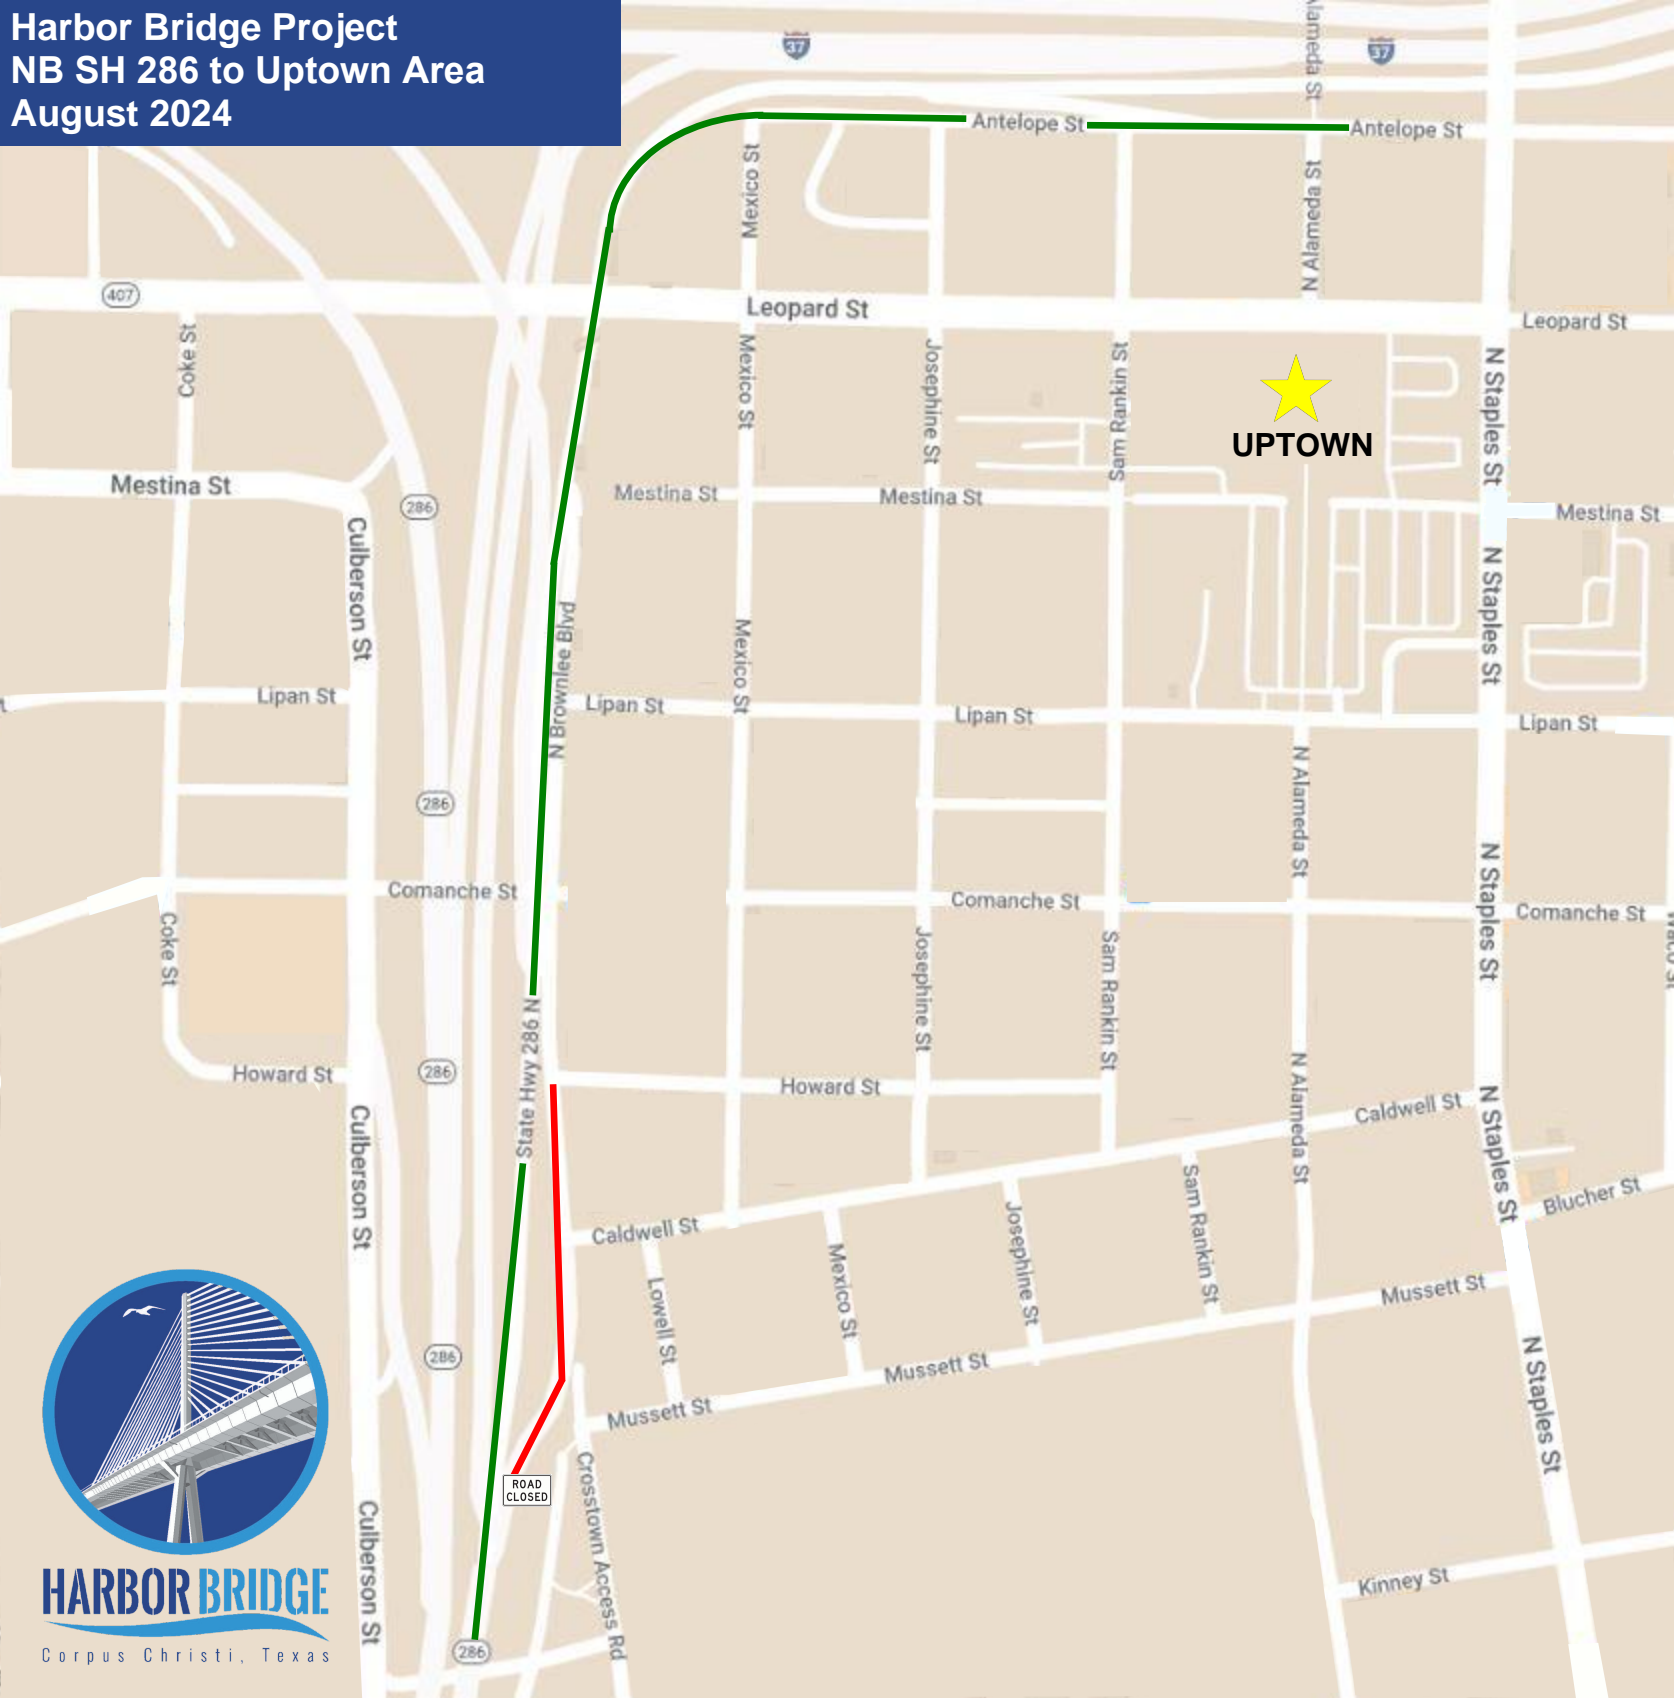 Harbor Bridge Project
NB SH 286 to Uptown Area
August 2024
37
37
Alameda St
Antelope St
Antelope St
Mexico St
N Alameda St
407
Leopard St
Leopard St
Coke St
Mexico St
Josephine St
Sam Rankin St
N Staples St
UPTOWN
Mestina St
286
Mestina St
Mestina St
Mestina St
Culberson St
N Brownlee Blvd
Mexico St
N Staples St
Lipan St
Lipan St
Lipan St
Lipan St
N Alameda St
286
N Staples St
Comanche St
Comanche St
Comanche St
Coke St
Josephine St
Sam Rankin St
Waco St
State Hwy 286 N
Howard St
286
Howard St
N Alameda St
Caldwell St
N Staples St
Culberson St
Caldwell St
Sam Rankin St
Blucher St
Josephine St
Mexico St
Lowell St
Mussett St
286
Mussett St
Mussett St
N Staples St
ROAD
CLOSED
Crosstown Access Rd
Culberson St
Kinney St
286
HARBOR BRIDGE
Corpus Christi, Texas